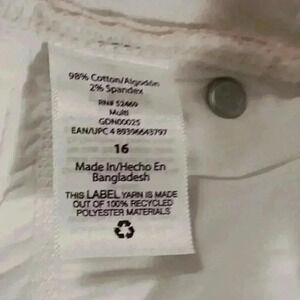 98% Cotton/Algodón
2% Spandex
RN# 52469
Multi
GDN00025
EAN/UPC 4 89396643797
16
Made In/Hecho En
Bangladesh
THIS LABEL YARN IS MADE
OUT OF 100% RECYCLED
POLYESTER MATERIALS